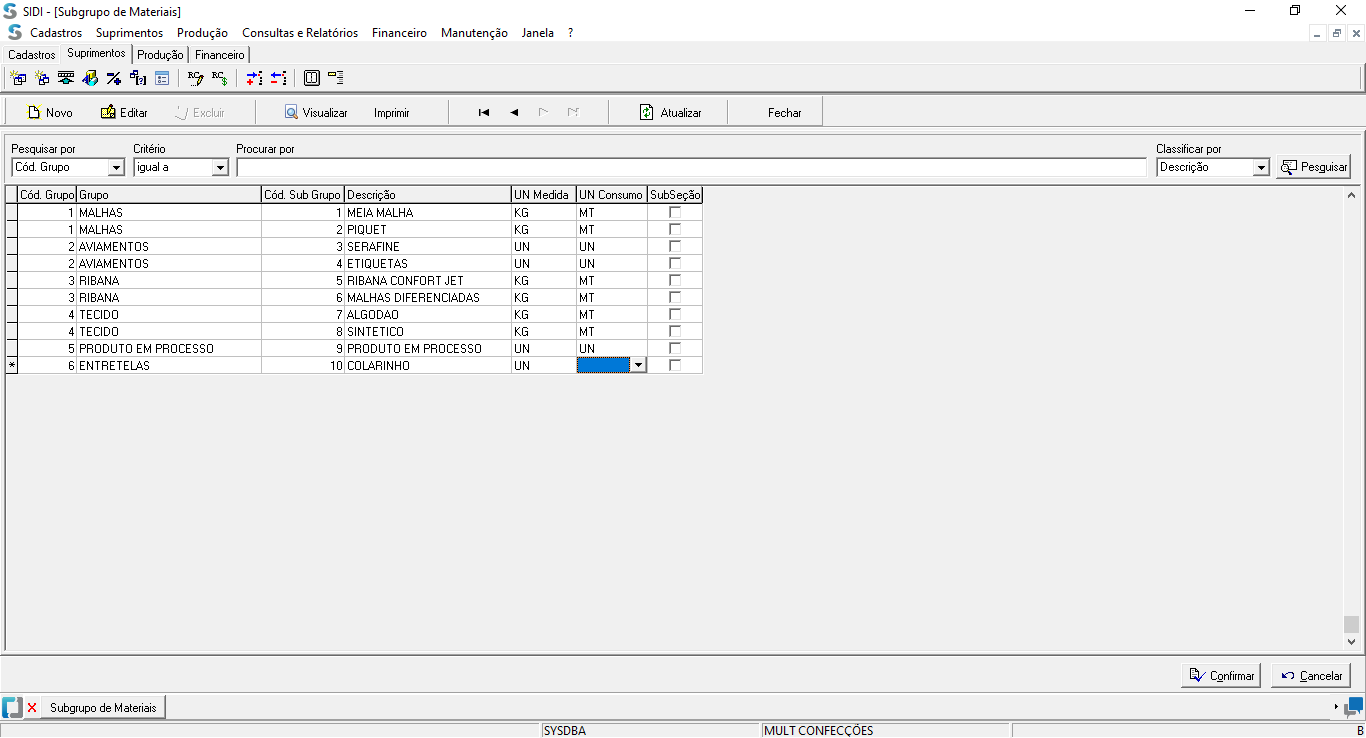 SIDI - [Subgrupo de Materiais]
Cadastros Suprimentos Produção Consultas e Relatórios Financeiro Manutenção Janela ?
Cadastros Suprimentos Produção Financeiro
Novo Editar Excluir Visualizar Imprimir Atualizar Fechar
Pesquisar por Critério Procurar por Classificar por
Cód. Grupo igual a Descrição Pesquisar
Cód. Grupo Grupo Cód. Sub Grupo Descrição UN Medida UN Consumo SubSeção
1 MALHAS 1 MEIA MALHA KG MT
1 MALHAS 2 PIQUET KG MT
2 AVIAMENTOS 3 SERAFINE UN UN
2 AVIAMENTOS 4 ETIQUETAS UN UN
3 RIBANA 5 RIBANA CONFORT JET KG MT
3 RIBANA 6 MALHAS DIFERENCIADAS KG MT
4 TECIDO 7 ALGODAO KG MT
4 TECIDO 8 SINTETICO KG MT
5 PRODUTO EM PROCESSO 9 PRODUTO EM PROCESSO UN UN
* 6 ENTRETELAS 10 COLARINHO UN
Confirmar Cancelar
Subgrupo de Materiais
SYSDBA MULT CONFECÇÕES B